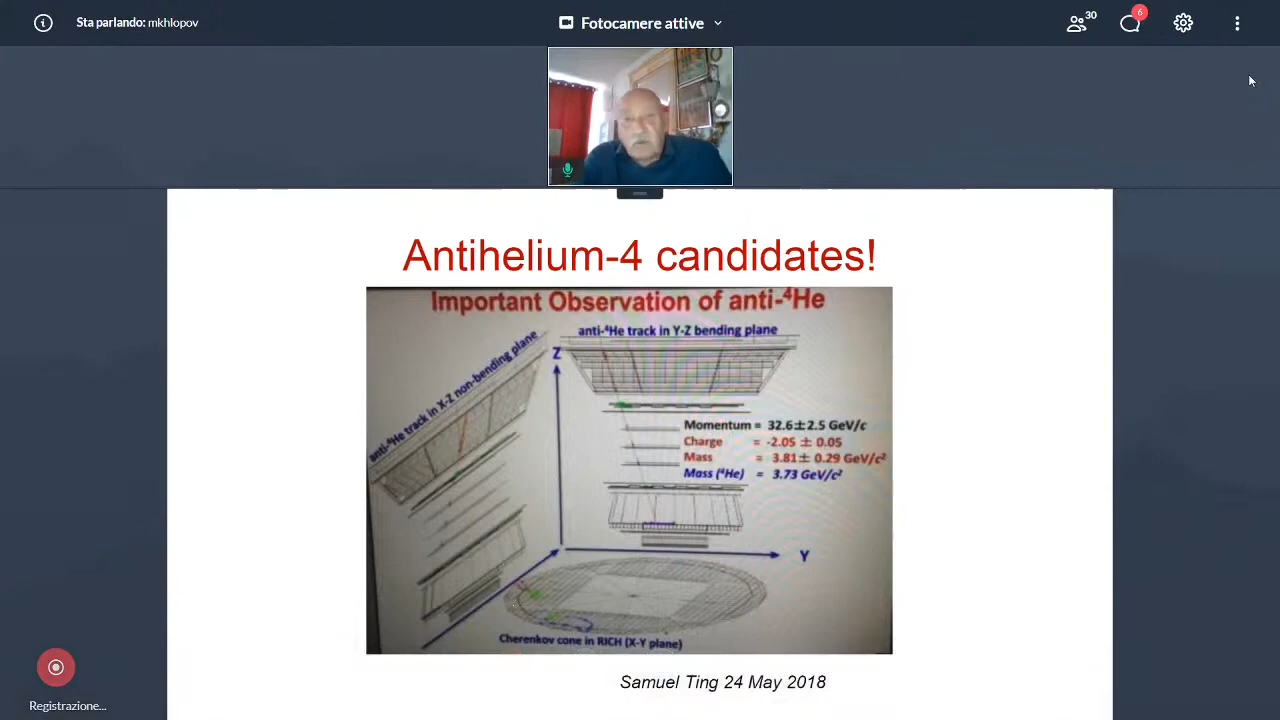 Sta parlando: mkhlopov
Fotocamere attive
30
6
Antihelium-4 candidates!
Important Observation of anti-⁴He
anti-⁴He track in Y-Z bending plane
anti-⁴He track in X-Z non-bending plane
Z
Momentum = 32.6±2.5 GeV/c
Charge = -2.05 ± 0.05
Mass = 3.81± 0.29 GeV/c²
Mass (⁴He) = 3.73 GeV/c²
Y
Cherenkov cone in RICH (X-Y plane)
Samuel Ting 24 May 2018
Registrazione...